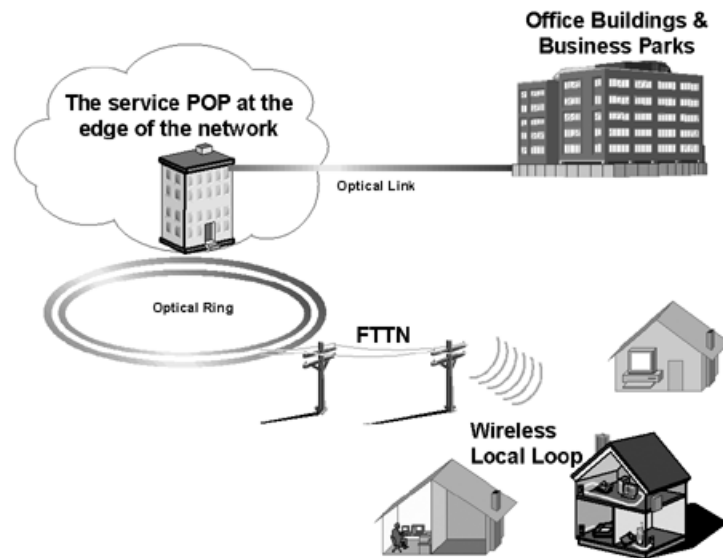 Office Buildings &
Business Parks
The service POP at the
edge of the network
Optical Link
Optical Ring
FTTN
Wireless
Local Loop